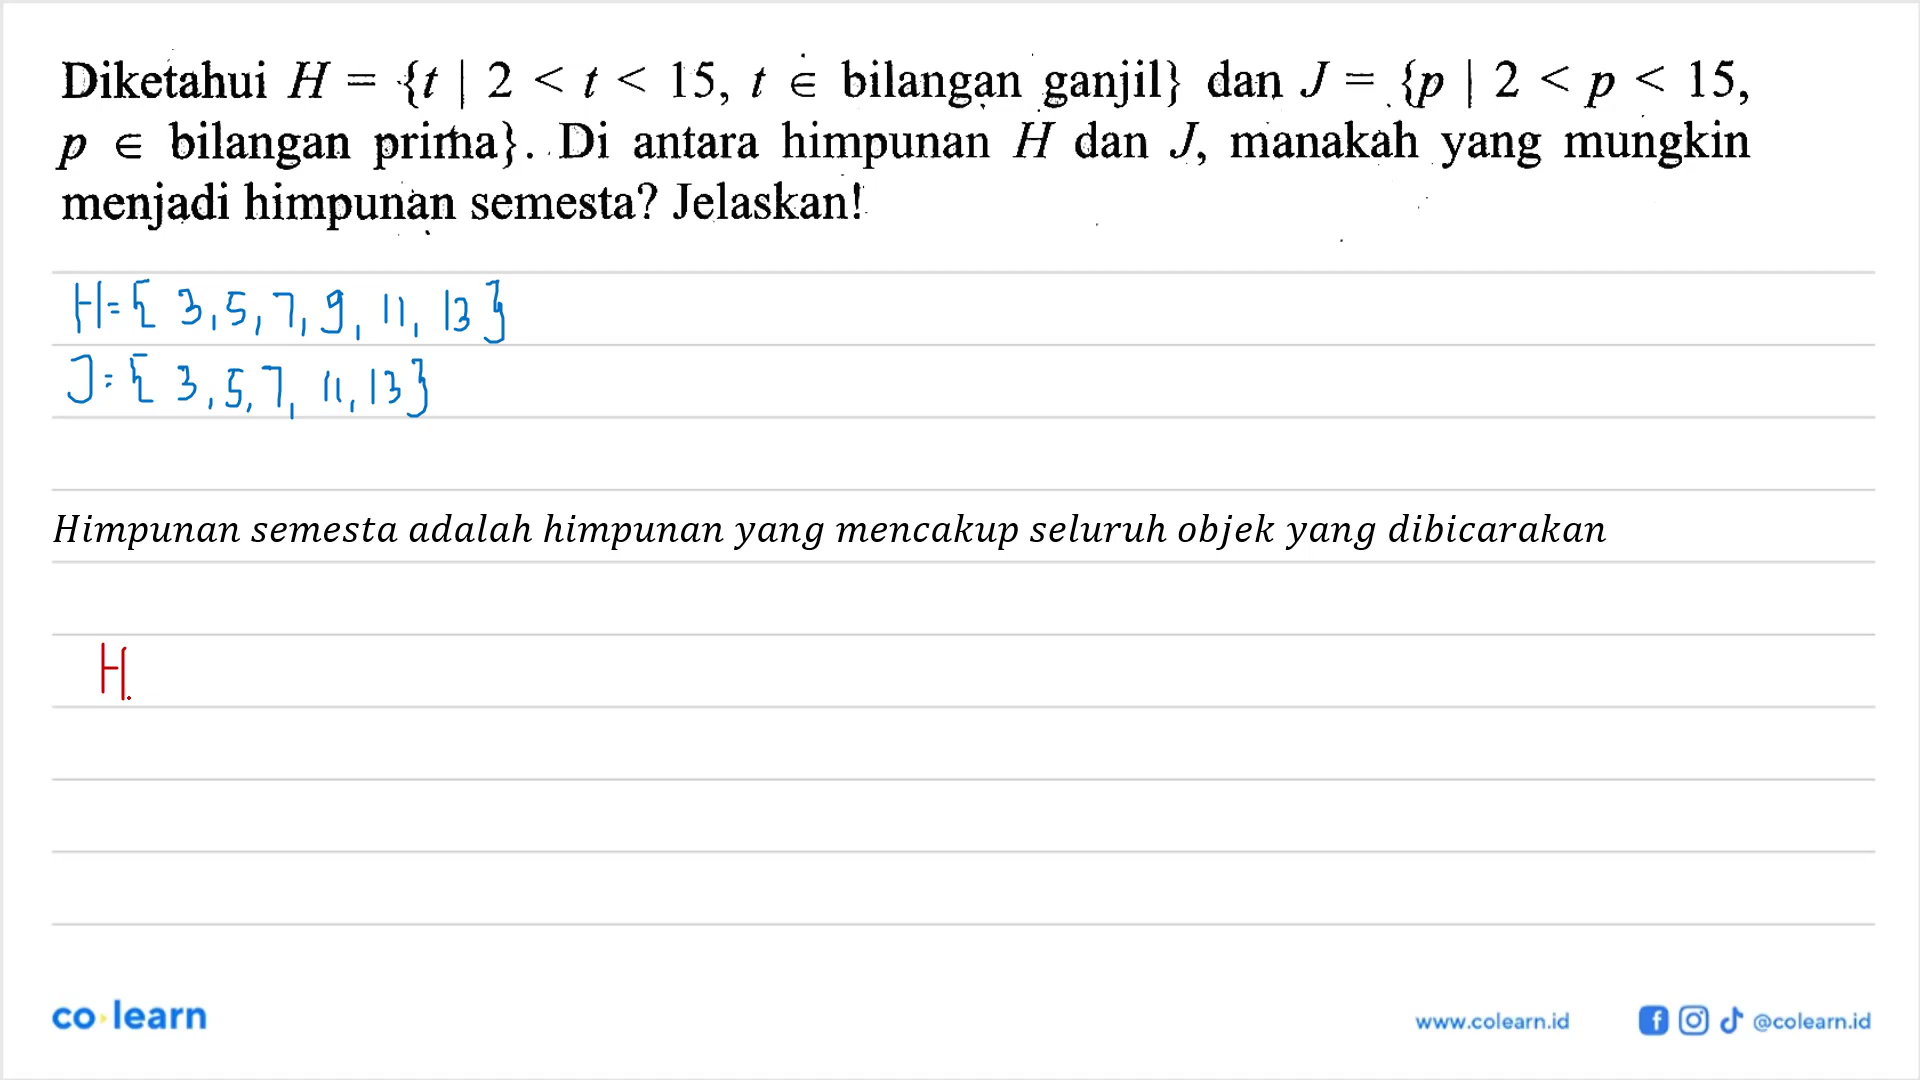 Diketahui H = {t | 2 < t < 15, t ∈ bilangan ganjil} dan J = {p | 2 < p < 15,
p ∈ bilangan prima}. Di antara himpunan H dan J, manakah yang mungkin
menjadi himpunan semesta? Jelaskan!
H = { 3, 5, 7, 9, 11, 13 }
J = { 3, 5, 7, 11, 13 }
Himpunan semesta adalah himpunan yang mencakup seluruh objek yang dibicarakan
H.
co learn
www.colearn.id @colearn.id